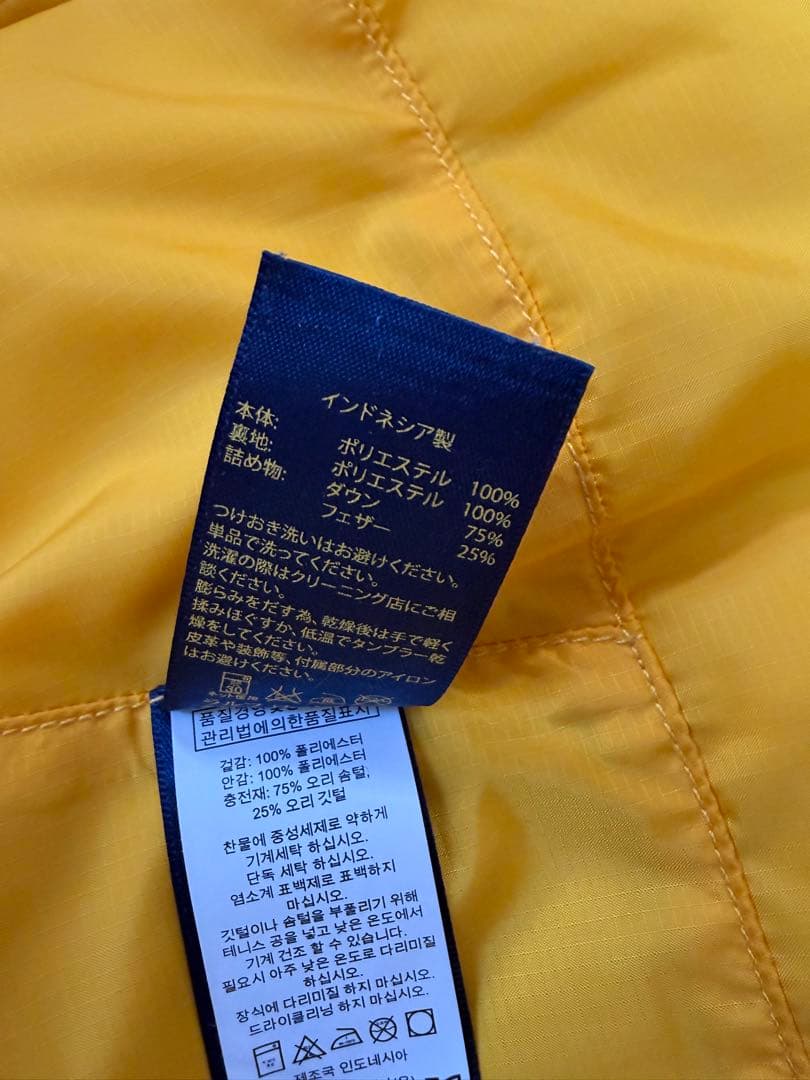 インドネシア製
本体: ポリエステル 100%
裏地: ポリエステル 100%
詰め物: ダウン 75%
フェザー 25%
つけおき洗いはお避けください。
単品で洗ってください。
洗濯の際はクリーニング店にご相
談ください。
膨らみをだす為、乾燥後は手で軽く
揉みほぐすか、低温でタンブラー乾
燥をしてください。
皮革や装飾等、付属部分のアイロン
はお避けください。
30
품질경영및
관리법에의한품질표시
겉감: 100% 폴리에스터
안감: 100% 폴리에스터
충전재: 75% 오리 솜털,
25% 오리 깃털
찬물에 중성세제로 약하게
기계세탁 하십시오.
단독 세탁 하십시오.
염소계 표백제로 표백하지
마십시오.
깃털이나 솜털을 부풀리기 위해
테니스 공을 넣고 낮은 온도에서
기계 건조 할 수 있습니다.
필요시 아주 낮은 온도로 다리미질
하십시오.
장식에 다리미질 하지 마십시오.
드라이클리닝 하지 마십시오.
제조국 인도네시아